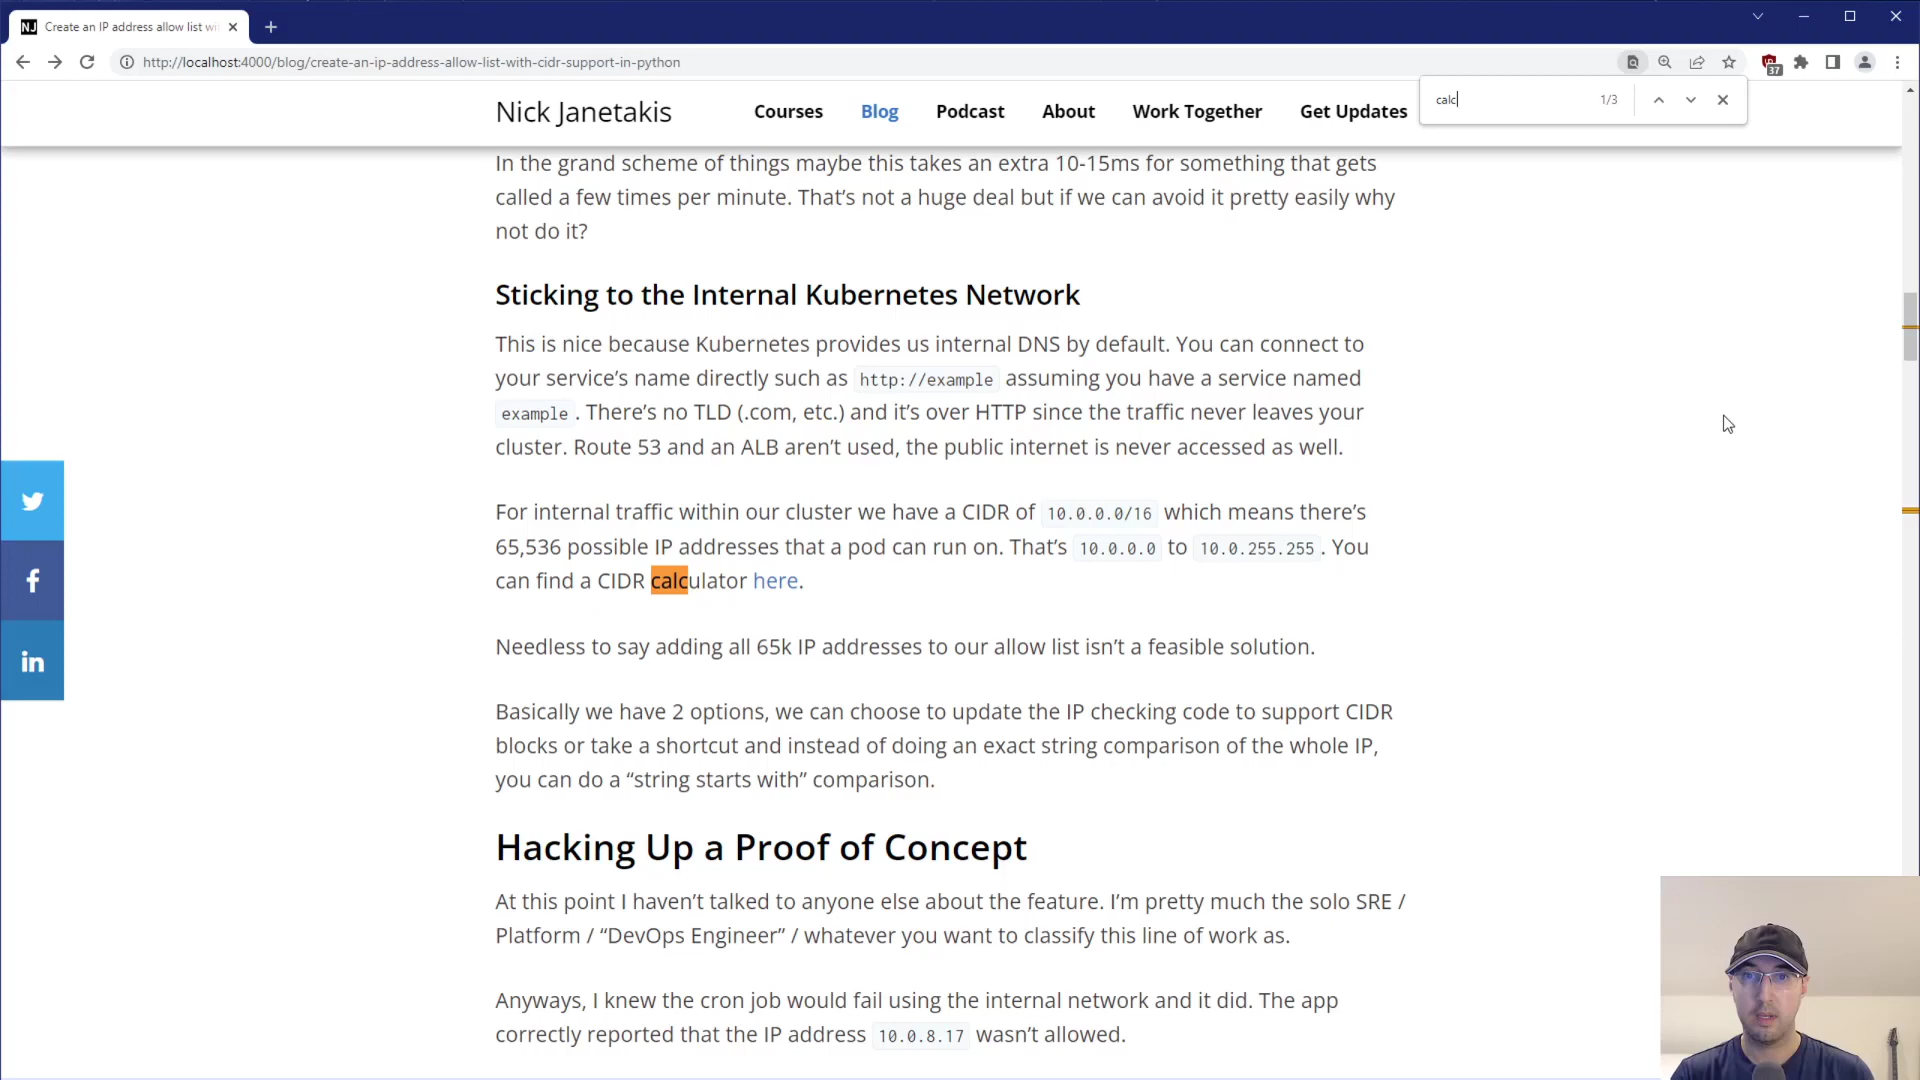 NJ Create an IP address allow list wi
http://localhost:4000/blog/create-an-ip-address-allow-list-with-cidr-support-in-python
37
calc 1/3
Nick Janetakis Courses Blog Podcast About Work Together Get Updates
In the grand scheme of things maybe this takes an extra 10-15ms for something that gets
called a few times per minute. That's not a huge deal but if we can avoid it pretty easily why
not do it?
Sticking to the Internal Kubernetes Network
This is nice because Kubernetes provides us internal DNS by default. You can connect to
your service's name directly such as http://example assuming you have a service named
example. There's no TLD (.com, etc.) and it's over HTTP since the traffic never leaves your
cluster. Route 53 and an ALB aren't used, the public internet is never accessed as well.
For internal traffic within our cluster we have a CIDR of 10.0.0.0/16 which means there's
65,536 possible IP addresses that a pod can run on. That's 10.0.0.0 to 10.0.255.255. You
can find a CIDR calculator here.
Needless to say adding all 65k IP addresses to our allow list isn't a feasible solution.
Basically we have 2 options, we can choose to update the IP checking code to support CIDR
blocks or take a shortcut and instead of doing an exact string comparison of the whole IP,
you can do a “string starts with” comparison.
Hacking Up a Proof of Concept
At this point I haven't talked to anyone else about the feature. I'm pretty much the solo SRE /
Platform / “DevOps Engineer” / whatever you want to classify this line of work as.
Anyways, I knew the cron job would fail using the internal network and it did. The app
correctly reported that the IP address 10.0.8.17 wasn't allowed.